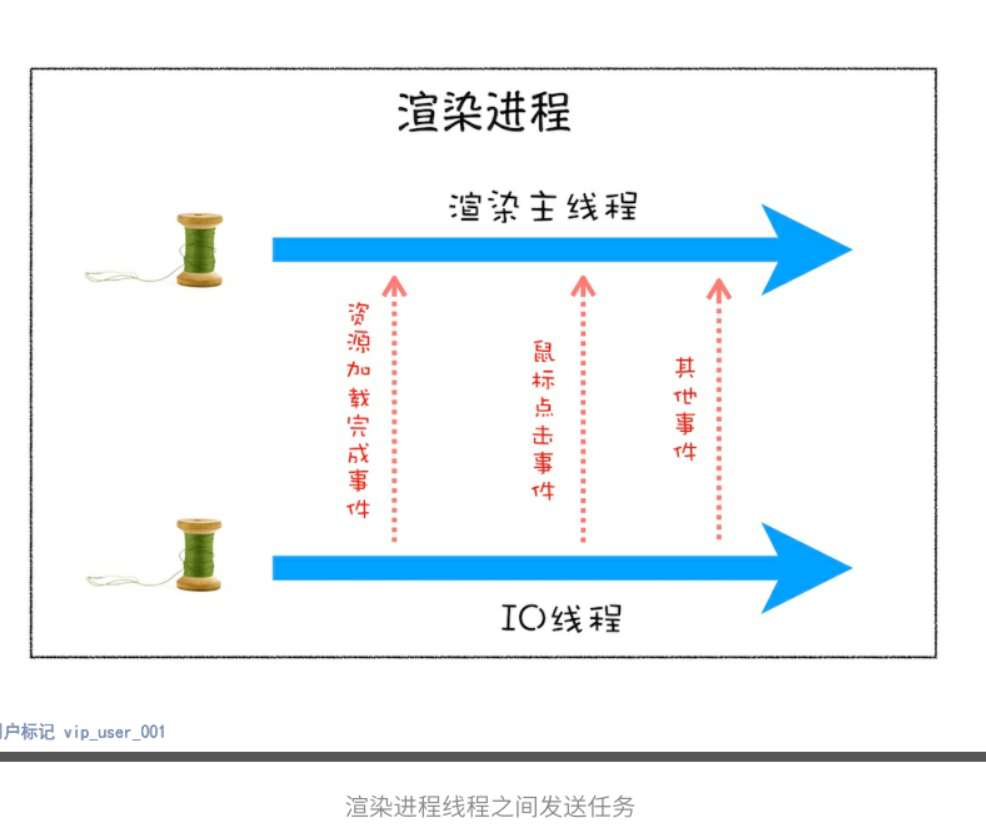 渲染进程
渲染主线程
资源加载完成事件
鼠标点击事件
其他事件
IO线程
户标记 vip_user_001
渲染进程线程之间发送任务